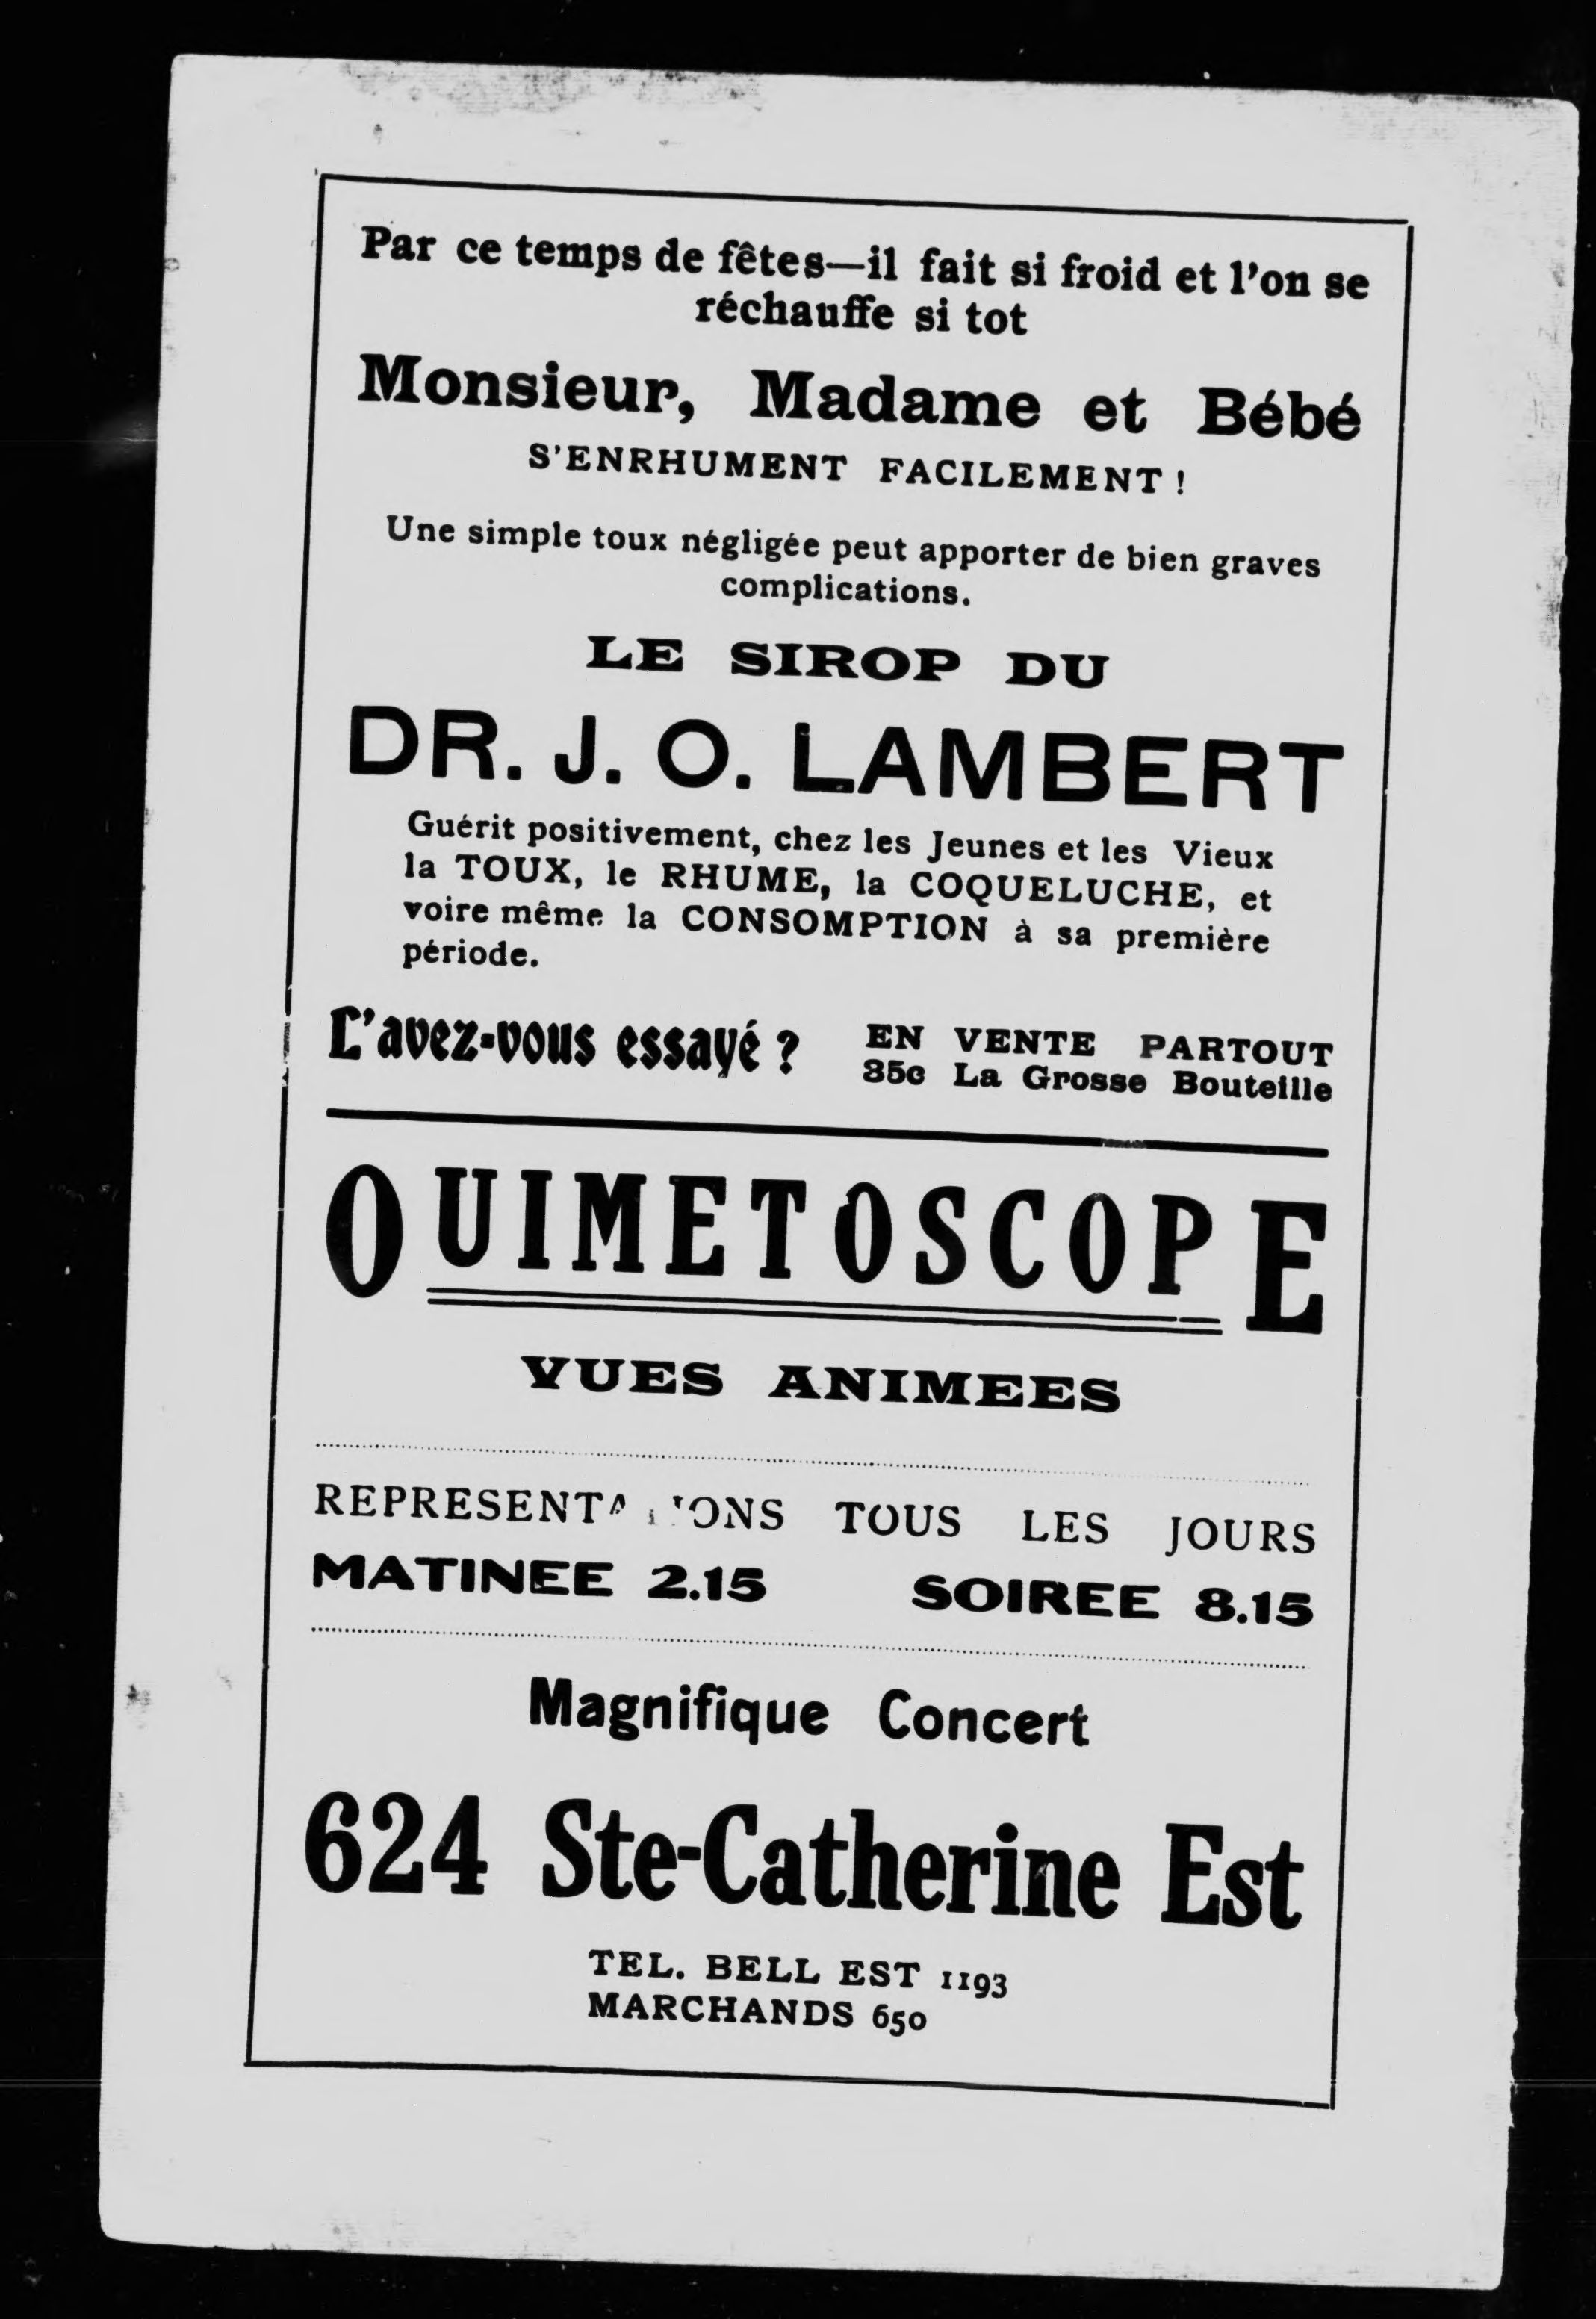 Par ce temps de fêtes—il fait si froid et l'on se
réchauffe si tot
Monsieur, Madame et Bébé
S'ENRHUMENT FACILEMENT !
Une simple toux négligée peut apporter de bien graves
complications.
LE SIROP DU
DR. J. O. LAMBERT
Guérit positivement, chez les Jeunes et les Vieux
la TOUX, le RHUME, la COQUELUCHE, et
voire même la CONSOMPTION à sa première
période.
L'avez-vous essayé ?
EN VENTE PARTOUT
35c La Grosse Bouteille
OUIMETOSCOPE
VUES ANIMEES
REPRESENTATIONS TOUS LES JOURS
MATINEE 2.15 SOIREE 8.15
Magnifique Concert
624 Ste-Catherine Est
TEL. BELL EST 1193
MARCHANDS 650